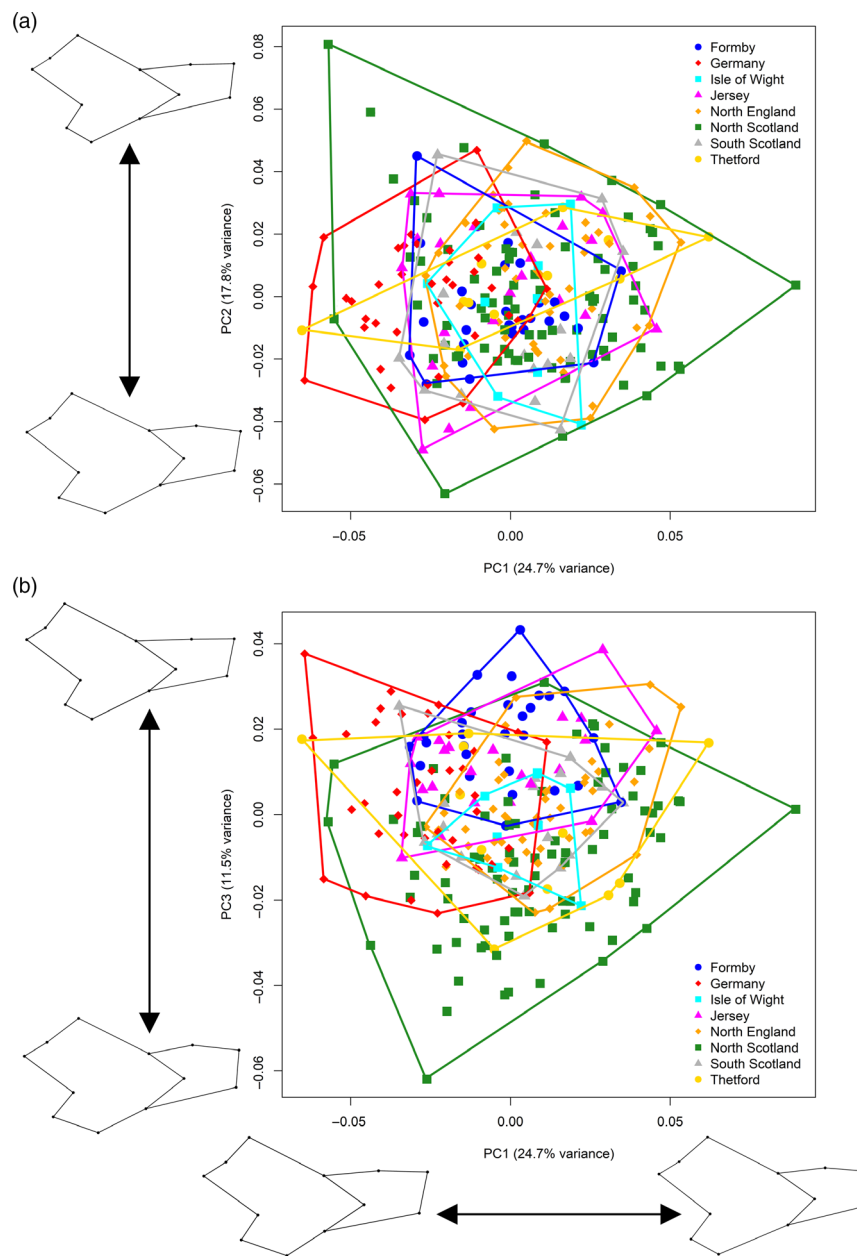 (a)
0.08
0.06
0.04
0.02
0.00
−0.02
−0.04
−0.06
PC2 (17.8% variance)
Formby
Germany
Isle of Wight
Jersey
North England
North Scotland
South Scotland
Thetford
−0.05
0.00
0.05
PC1 (24.7% variance)
(b)
0.04
0.02
0.00
−0.02
−0.04
−0.06
PC3 (11.5% variance)
Formby
Germany
Isle of Wight
Jersey
North England
North Scotland
South Scotland
Thetford
−0.05
0.00
0.05
PC1 (24.7% variance)